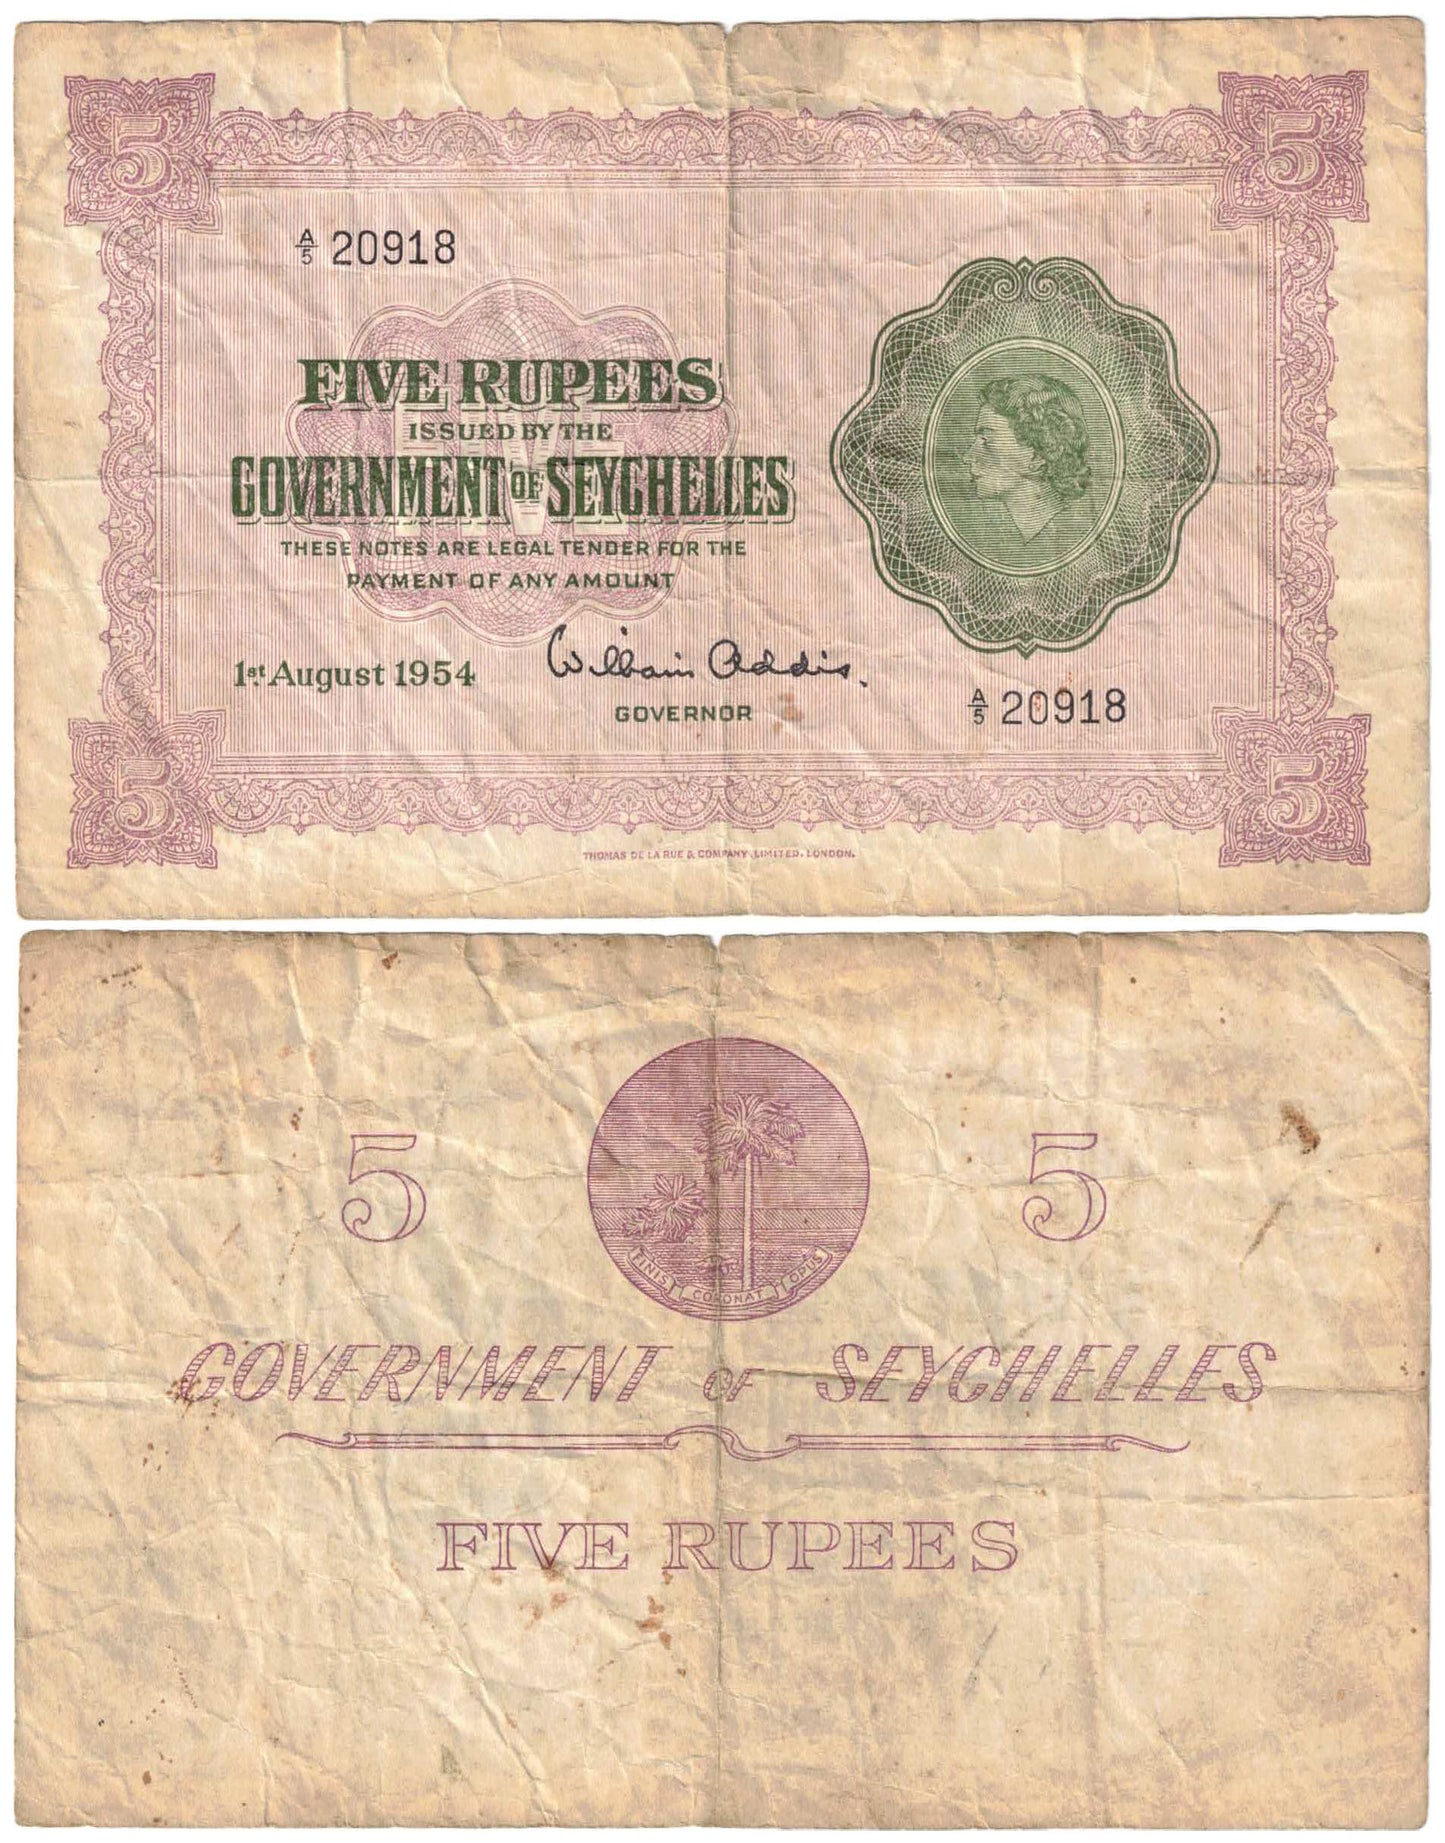 5
5
A/5 20918
FIVE RUPEES
ISSUED BY THE
GOVERNMENT OF SEYCHELLES
THESE NOTES ARE LEGAL TENDER FOR THE
PAYMENT OF ANY AMOUNT
1st August 1954
William Addis.
GOVERNOR
A/5 20918
5
5
THOMAS DE LA RUE & COMPANY, LIMITED, LONDON.
5
5
FINIS CORONAT OPUS
GOVERNMENT OF SEYCHELLES
FIVE RUPEES